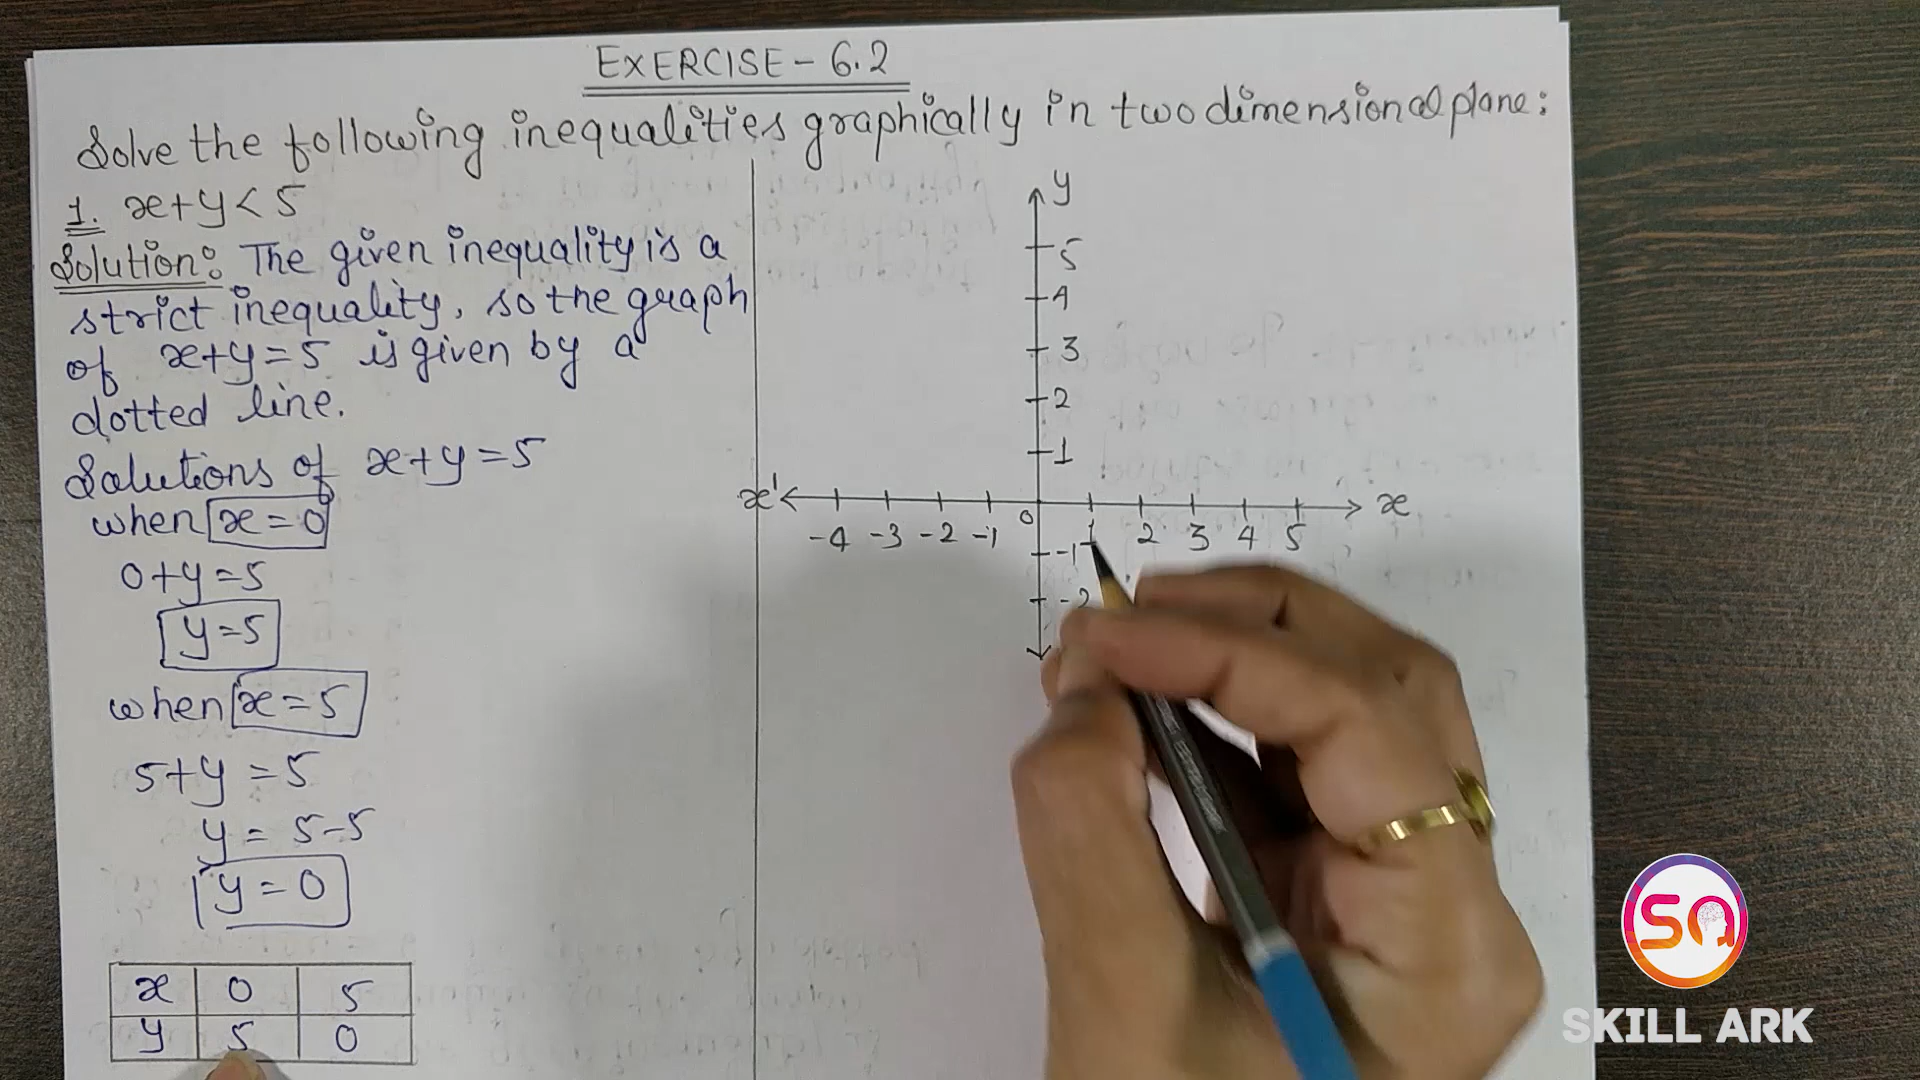 EXERCISE - 6.2
Solve the following inequalities graphically in two dimensional plane:
1. x+y<5
Solution: The given inequality is a
strict inequality, so the graph
of x+y=5 is given by a
dotted line.
Solutions of x+y=5
when x=0
0+y=5
y=5
when x=5
5+y=5
y=5-5
y=0
x 0 5
y 5 0
y
5
4
3
2
1
x' x
-4 -3 -2 -1 0 1 2 3 4 5
-1
-2
SA
SKILL ARK